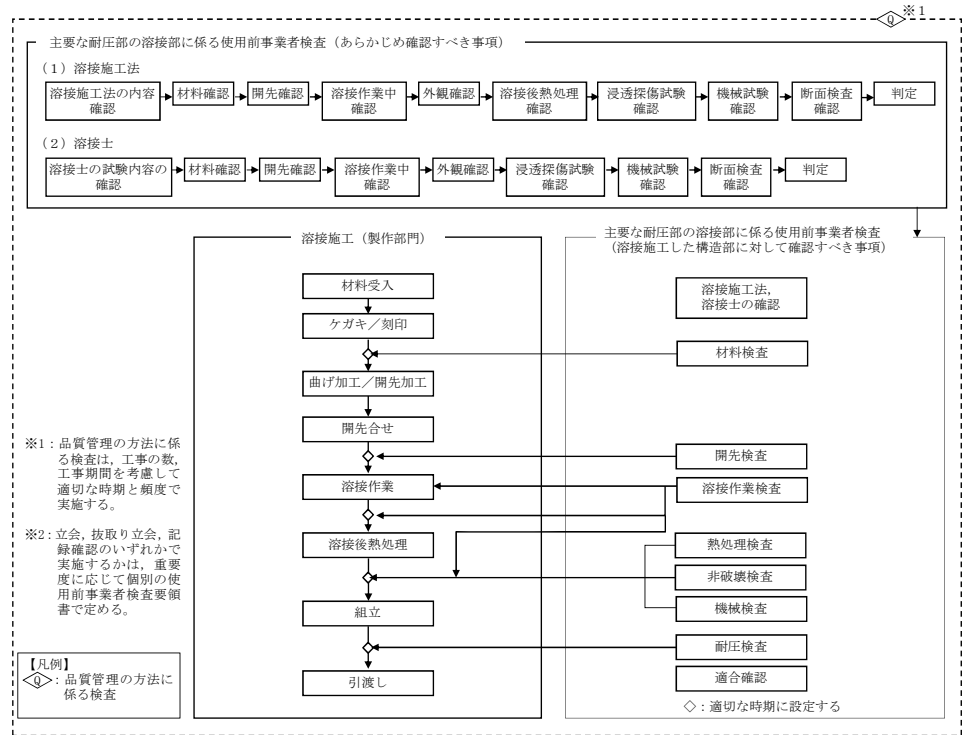 ※1
Q
主要な耐圧部の溶接部に係る使用前事業者検査（あらかじめ確認すべき事項）
（1）溶接施工法
溶接施工法の内容
確認
材料確認
開先確認
溶接作業中
確認
外観確認
溶接後熱処理
確認
浸透探傷試験
確認
機械試験
確認
断面検査
確認
判定
（2）溶接士
溶接士の試験内容の
確認
材料確認
開先確認
溶接作業中
確認
外観確認
浸透探傷試験
確認
機械試験
確認
断面検査
確認
判定
溶接施工（製作部門）
材料受入
ケガキ／刻印
曲げ加工／開先加工
開先合せ
溶接作業
溶接後熱処理
組立
引渡し
主要な耐圧部の溶接部に係る使用前事業者検査
（溶接施工した構造部に対して確認すべき事項）
溶接施工法，
溶接士の確認
材料検査
開先検査
溶接作業検査
熱処理検査
非破壊検査
機械検査
耐圧検査
適合確認
◇：適切な時期に設定する
※1：品質管理の方法に係
る検査は，工事の数，
工事期間を考慮して
適切な時期と頻度で
実施する。
※2：立会，抜取り立会，記
録確認のいずれかで
実施するかは，重要
度に応じて個別の使
用前事業者検査要領
書で定める。
【凡例】
Q：品質管理の方法に
係る検査